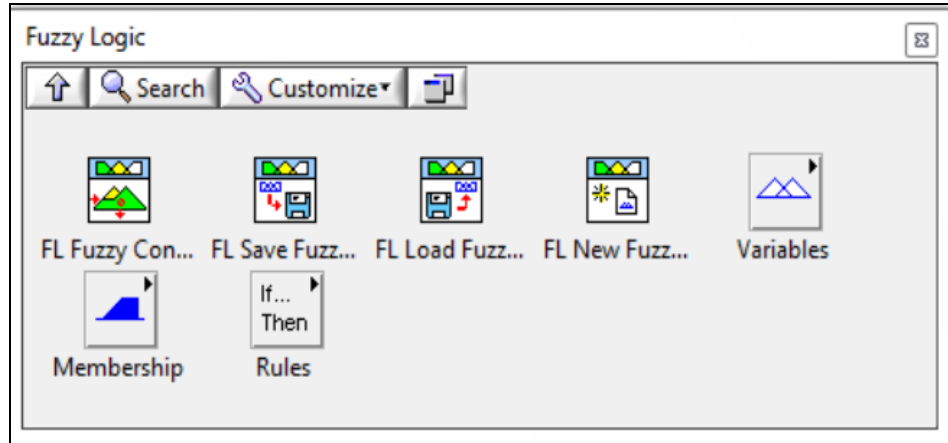 Fuzzy Logic
Search Customize
FL Fuzzy Con... FL Save Fuzz... FL Load Fuzz... FL New Fuzz... Variables
If...
Then
Membership Rules